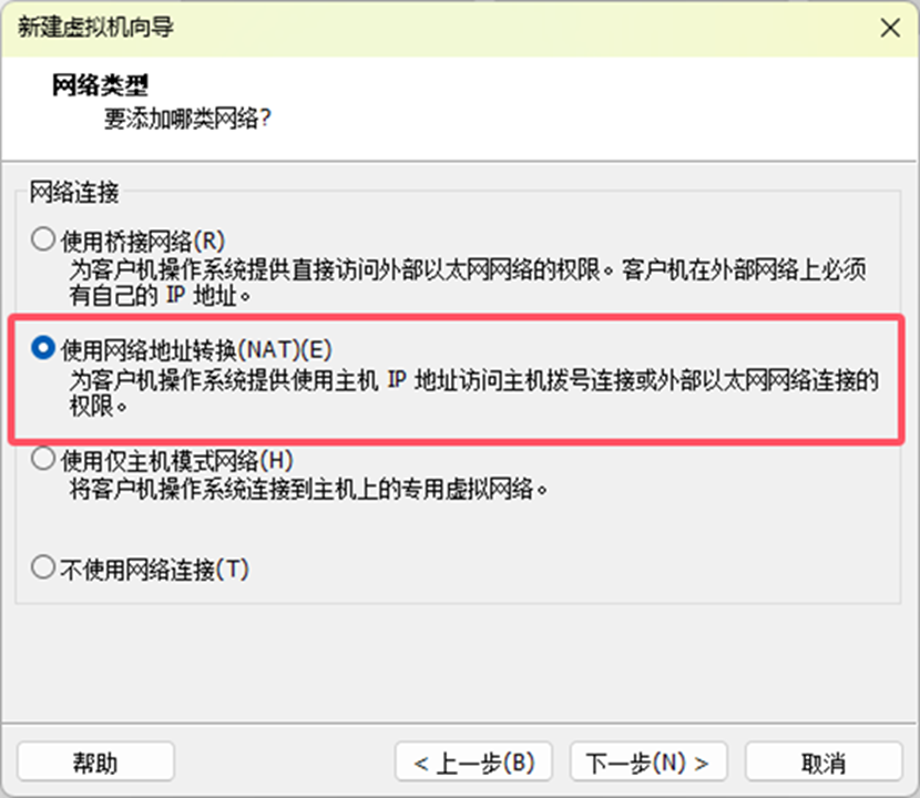 新建虚拟机向导
网络类型
要添加哪类网络?
网络连接
使用桥接网络(R)
为客户机操作系统提供直接访问外部以太网网络的权限。客户机在外部网络上必须
有自己的 IP 地址。
使用网络地址转换(NAT)(E)
为客户机操作系统提供使用主机 IP 地址访问主机拨号连接或外部以太网网络连接的
权限。
使用仅主机模式网络(H)
将客户机操作系统连接到主机上的专用虚拟网络。
不使用网络连接(T)
帮助
< 上一步(B)
下一步(N) >
取消